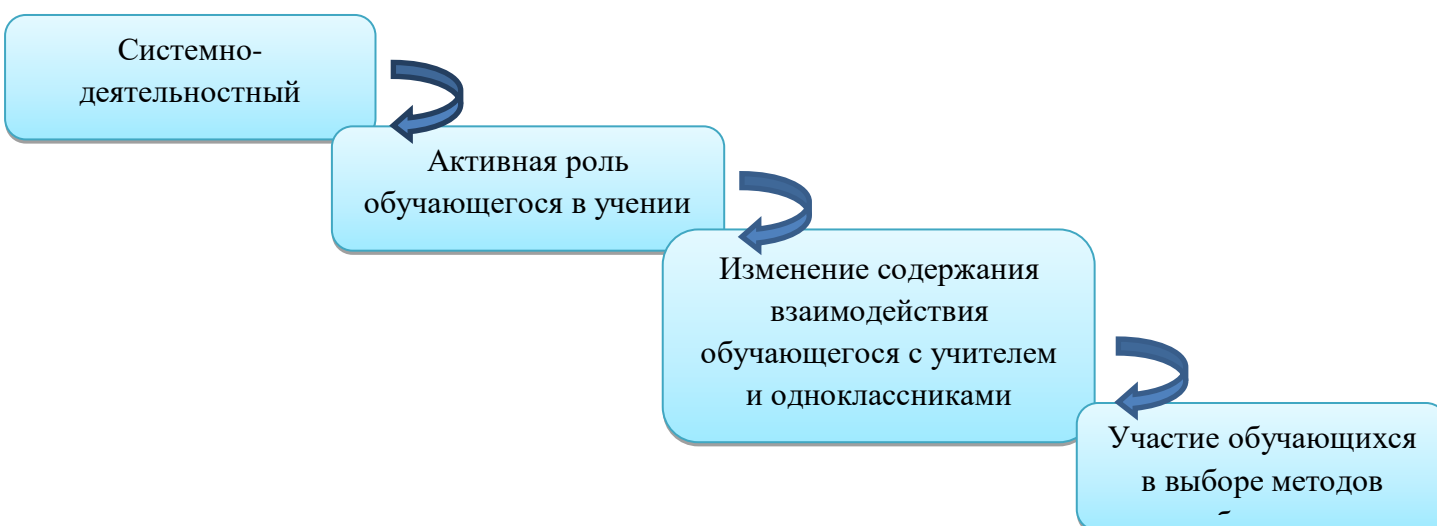 Системно-
деятельностный
Активная роль
обучающегося в учении
Изменение содержания
взаимодействия
обучающегося с учителем
и одноклассниками
Участие обучающихся
в выборе методов